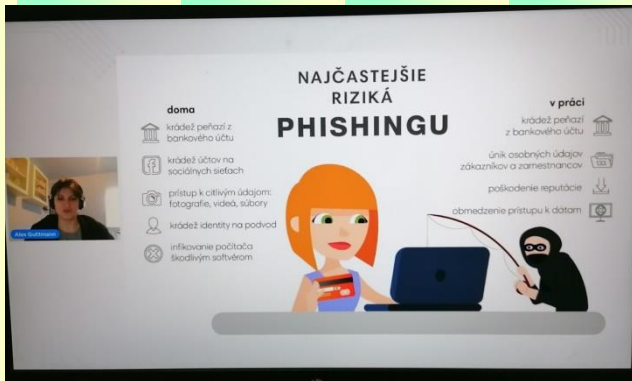 NAJČASTEJŠIE
RIZIKÁ
PHISHINGU
doma
krádež peňazí z
bankového účtu
krádež účtov na
sociálnych sieťach
prístup k citlivým údajom:
fotografie, videá, súbory
krádež identity na podvod
infikovanie počítača
škodlivým softvérom
v práci
krádež peňazí
z bankového účtu
únik osobných údajov
zákazníkov a zamestnancov
poškodenie reputácie
obmedzenie prístupu k dátam
Alex